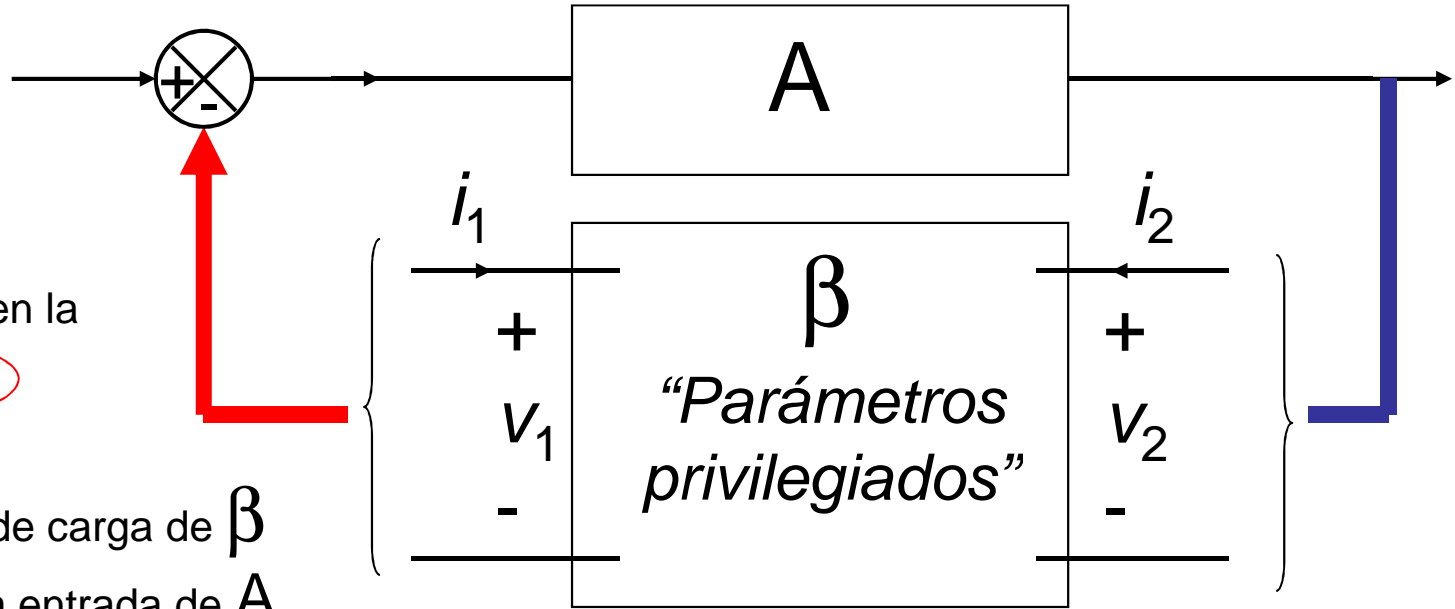 A
+
-
i1
i2
en la
β
+
+
“Parámetros
v1
v2
privilegiados”
-
-
de carga de β
entrada de A